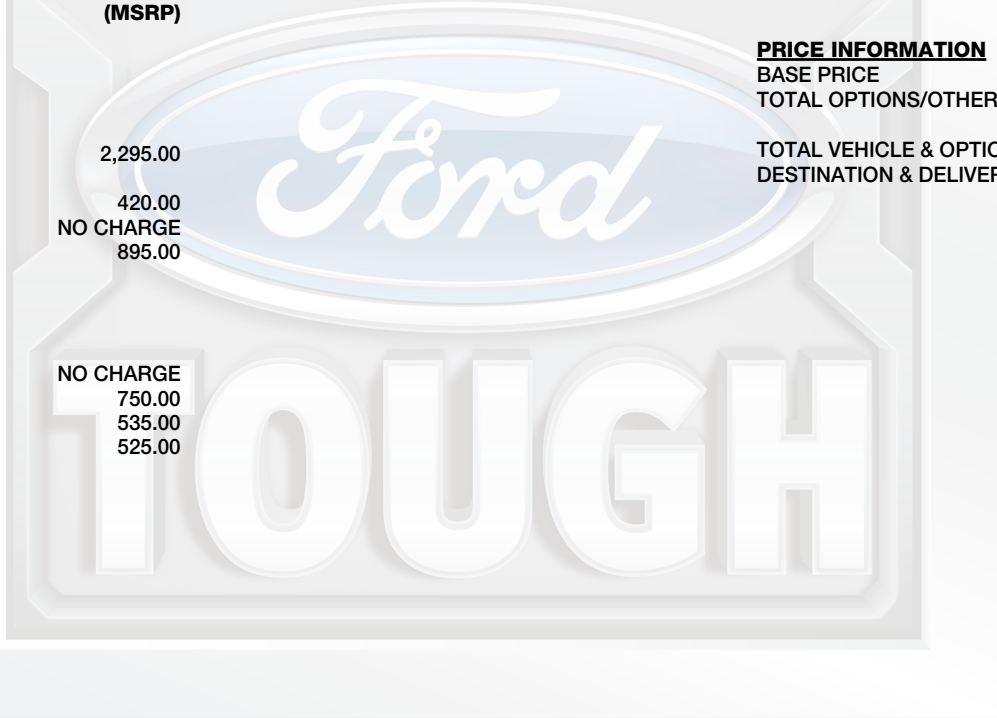 (MSRP)
2,295.00
420.00
NO CHARGE
895.00
NO CHARGE
750.00
535.00
525.00
PRICE INFORMATION
BASE PRICE
TOTAL OPTIONS/OTHER
TOTAL VEHICLE & OPTIO
DESTINATION & DELIVER
Ford
TOUGH